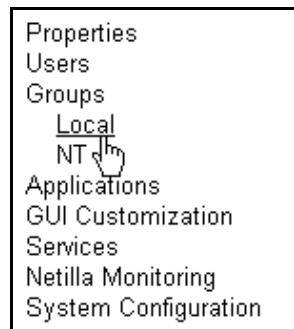 Properties
Users
Groups
Local
NT
Applications
GUI Customization
Services
Netilla Monitoring
System Configuration